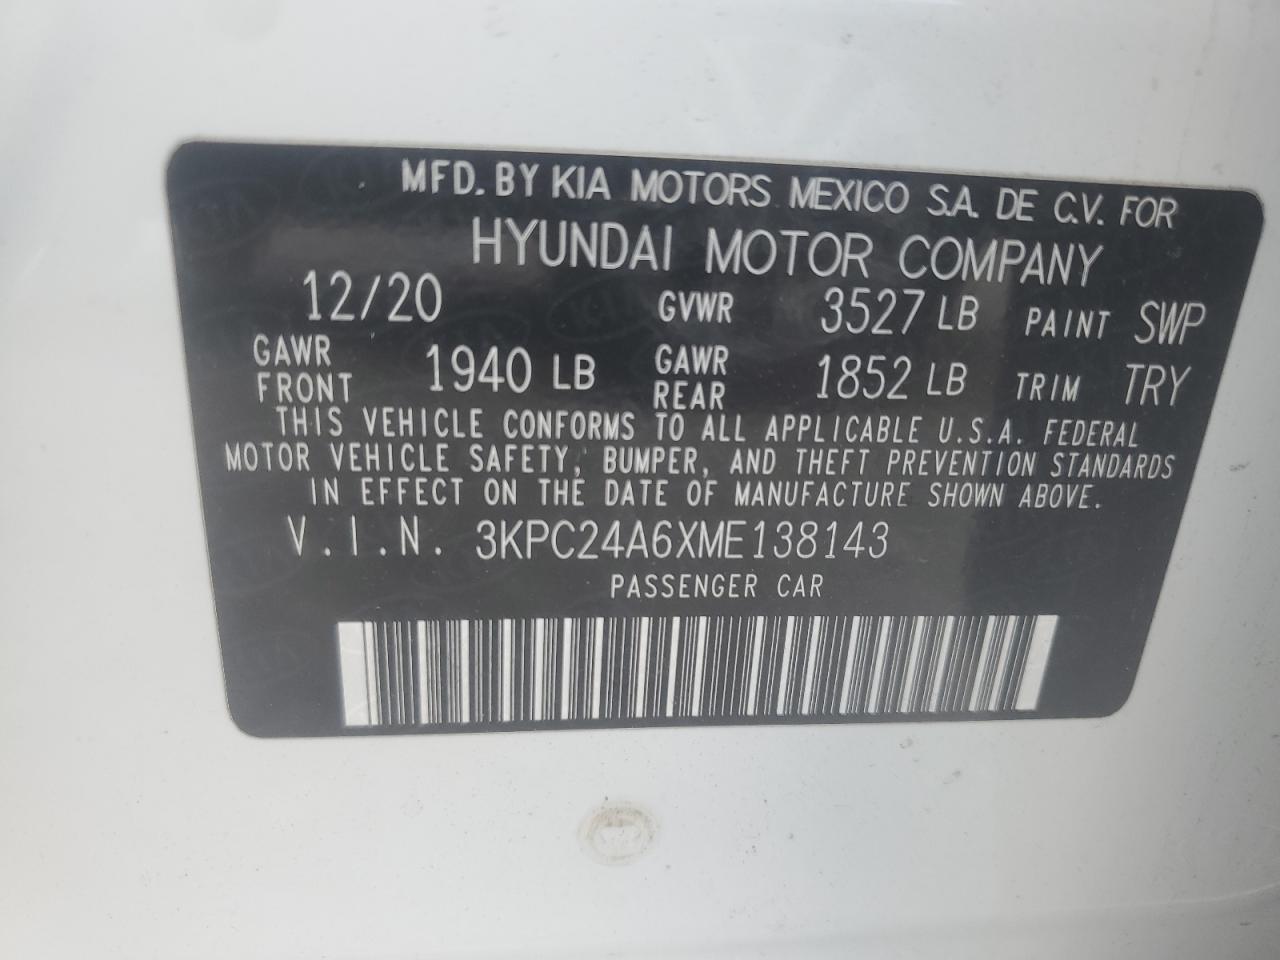 MFD. BY KIA MOTORS MEXICO S.A. DE C.V. FOR
HYUNDAI MOTOR COMPANY
12/20 GVWR 3527 LB PAINT SWP
GAWR FRONT 1940 LB GAWR REAR 1852 LB TRIM TRY
THIS VEHICLE CONFORMS TO ALL APPLICABLE U.S.A. FEDERAL
MOTOR VEHICLE SAFETY, BUMPER, AND THEFT PREVENTION STANDARDS
IN EFFECT ON THE DATE OF MANUFACTURE SHOWN ABOVE.
V.I.N. 3KPC24A6XME138143
PASSENGER CAR